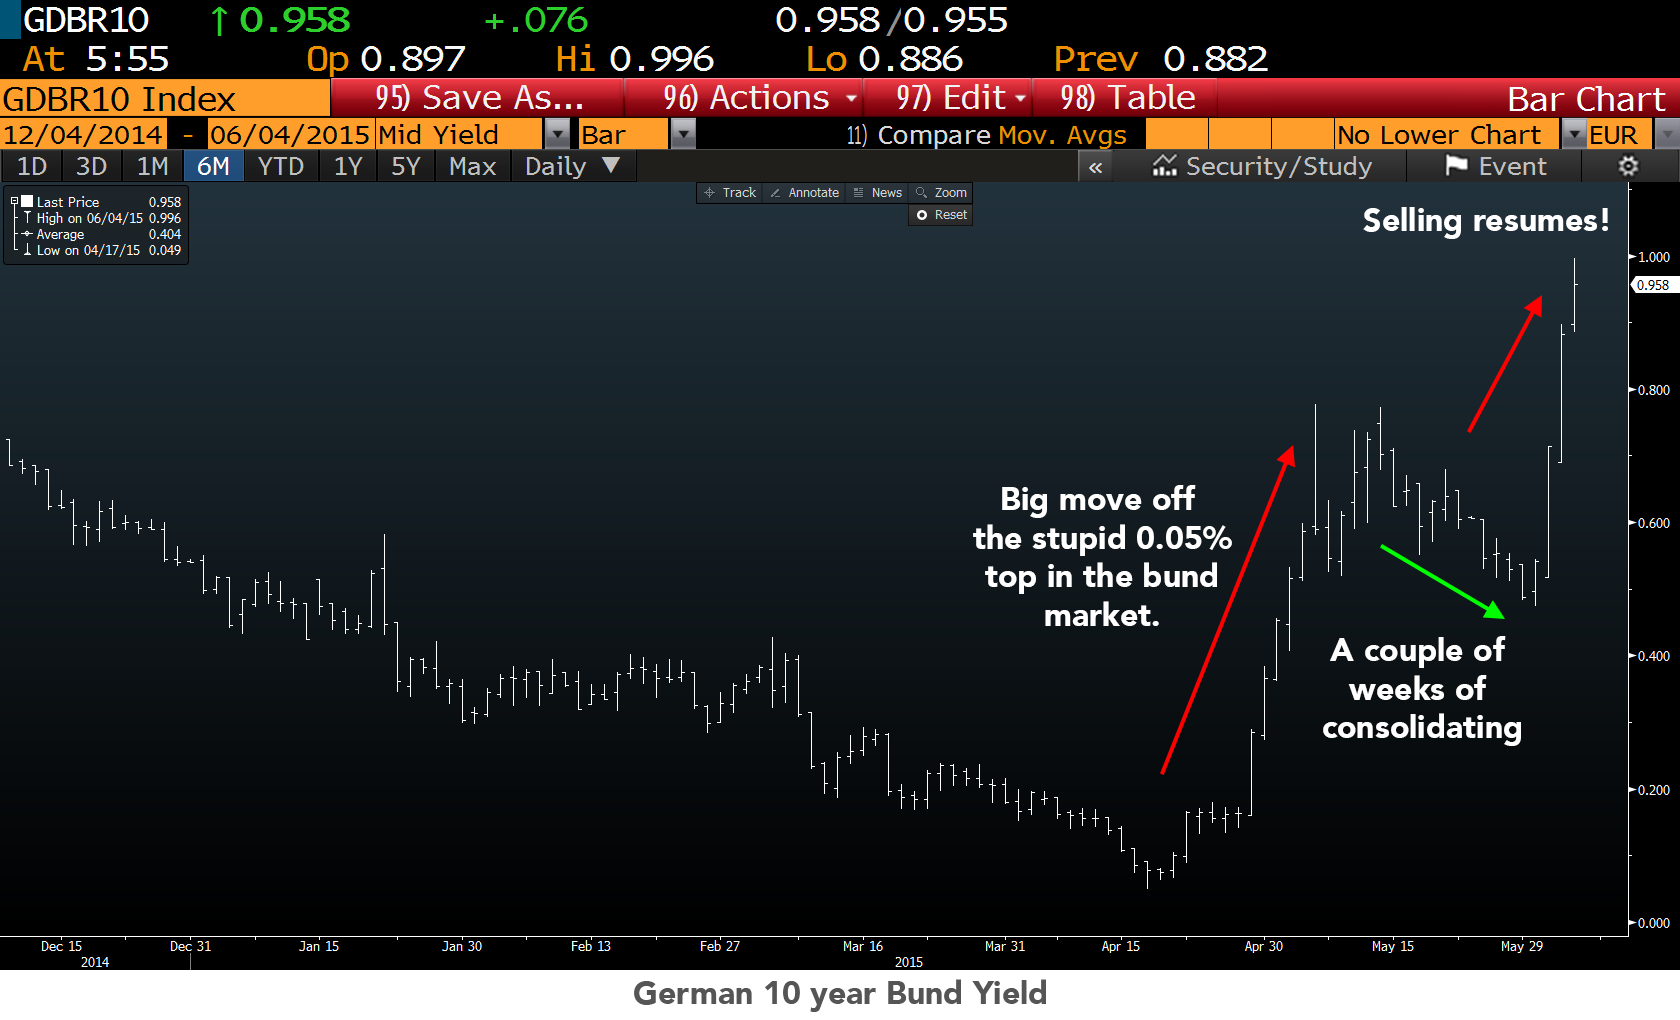 GDBR10 ↑ 0.958 +.076 0.958/0.955
At 5:55 Op 0.897 Hi 0.996 Lo 0.886 Prev 0.882
GDBR10 Index 95) Save As... 96) Actions 97) Edit 98) Table Bar Chart
12/04/2014 - 06/04/2015 Mid Yield Bar 11) Compare Mov. Avgs No Lower Chart EUR
1D 3D 1M 6M YTD 1Y 5Y Max Daily ▼ « Security/Study Event
Track Annotate News Zoom
Reset
Last Price 0.958
High on 06/04/15 0.996
Average 0.404
Low on 04/17/15 0.049
Selling resumes!
1.000
0.958
0.800
0.600
0.400
0.200
0.000
Big move off
the stupid 0.05%
top in the bund
market.
A couple of
weeks of
consolidating
Dec 15 Dec 31 Jan 15 Jan 30 Feb 13 Feb 27 Mar 16 Mar 31 Apr 15 Apr 30 May 15 May 29
2014 2015
German 10 year Bund Yield